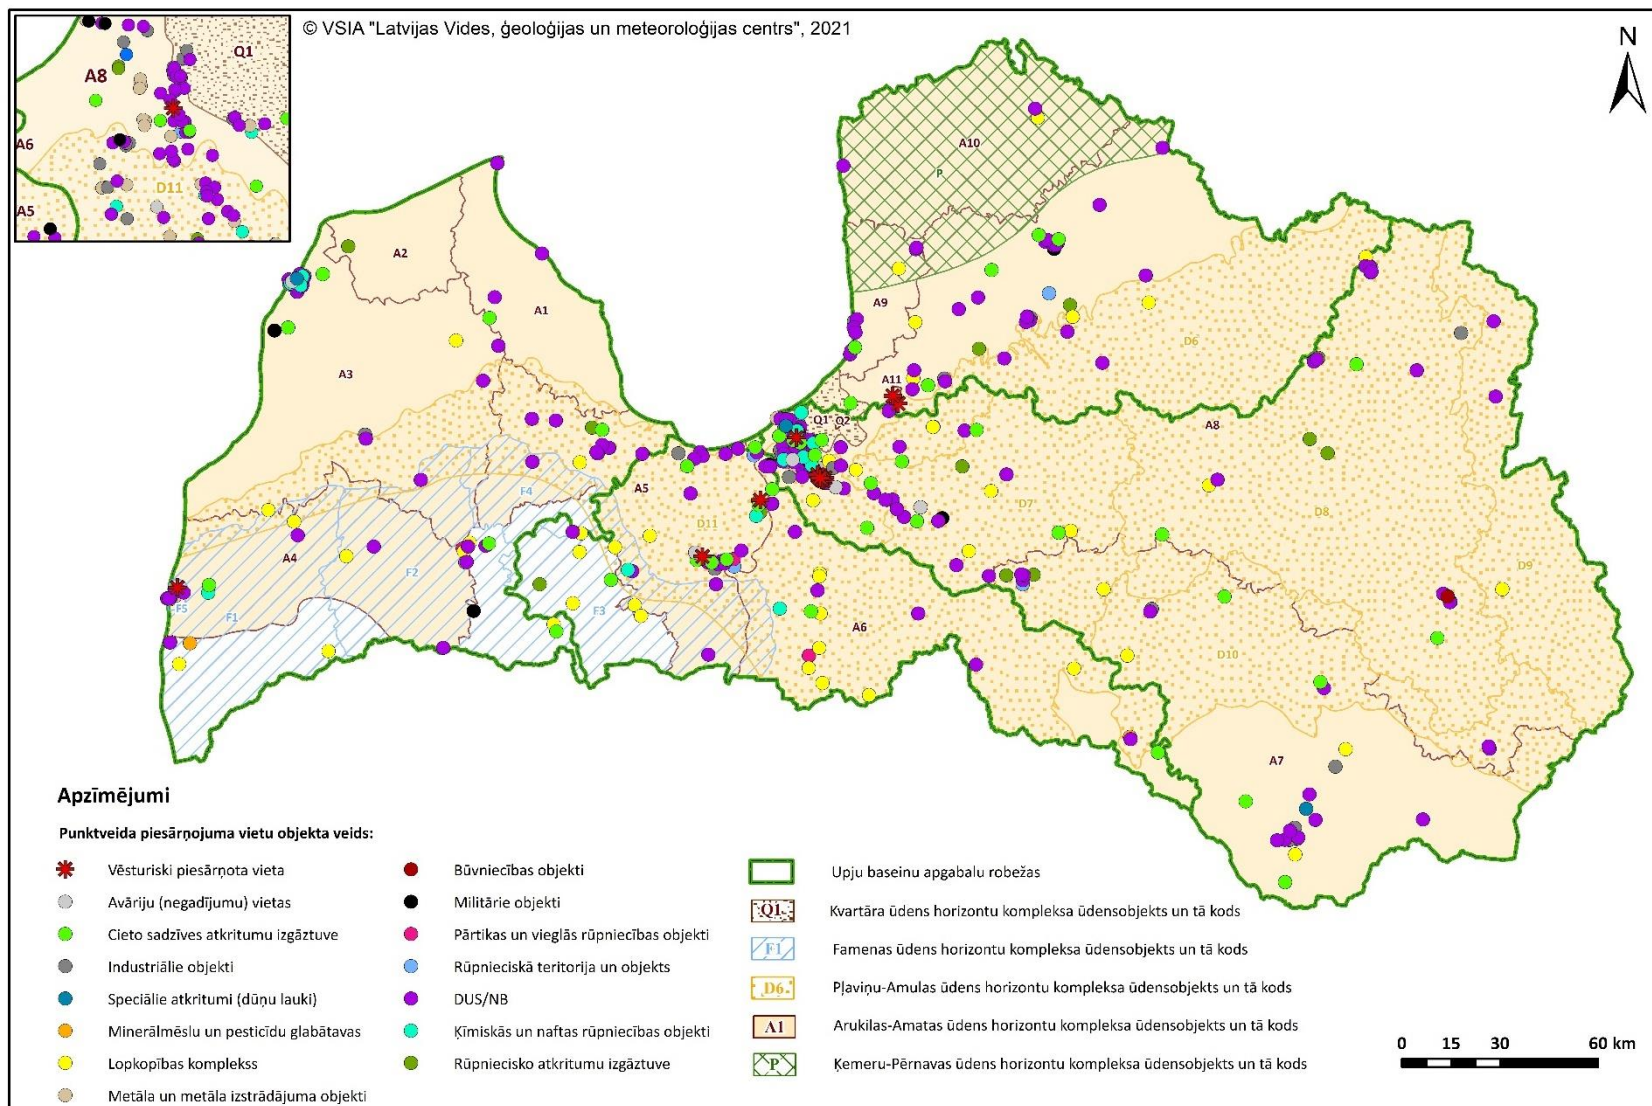 © VSIA "Latvijas Vides, ģeoloģijas un meteoroloģijas centrs", 2021
N
Q1
A8
A6
D11
A5
A10
P
A2
A9
A1
A3
D6
A11
Q1
Q2
A8
A5
F4
D7
D8
D11
A4
F2
D9
F5
F1
F3
A6
D10
A7
Apzīmējumi
Punktveida piesārņojuma vietu objekta veids:
Vēsturiski piesārņota vieta
Avāriju (negadījumu) vietas
Cieto sadzīves atkritumu izgāztuve
Industriālie objekti
Speciālie atkritumi (dūņu lauki)
Minerālmēslu un pesticīdu glabātavas
Lopkopības komplekss
Metāla un metāla izstrādājuma objekti
Būvniecības objekti
Militārie objekti
Pārtikas un vieglās rūpniecības objekti
Rūpnieciskā teritorija un objekts
DUS/NB
Ķīmiskās un naftas rūpniecības objekti
Rūpniecisko atkritumu izgāztuve
Upju baseinu apgabalu robežas
Q1 Kvartāra ūdens horizontu kompleksa ūdensobjekts un tā kods
F1 Famenas ūdens horizontu kompleksa ūdensobjekts un tā kods
D6 Pļaviņu-Amulas ūdens horizontu kompleksa ūdensobjekts un tā kods
A1 Arukilas-Amatas ūdens horizontu kompleksa ūdensobjekts un tā kods
P Ķemeru-Pērnavas ūdens horizontu kompleksa ūdensobjekts un tā kods
0 15 30 60 km